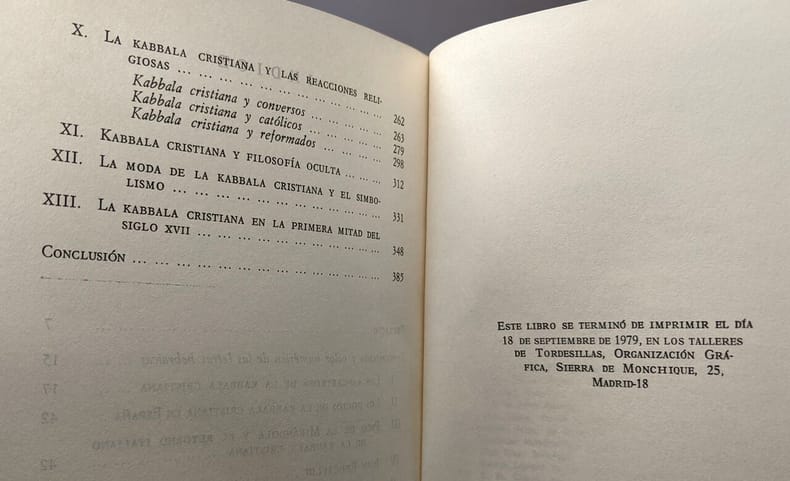 X. La kabbala cristiana y las reacciones reli-
giosas ... ... ... ... ... ... ... ... ... ... ... ... 262
Kabbala cristiana y conversos ... ... ... ... 263
Kabbala cristiana y católicos ... ... ... ... 279
Kabbala cristiana y reformados ... ... ... 298
XI. Kabbala cristiana y filosofía oculta ... ... 312
XII. La moda de la kabbala cristiana y el simbo-
lismo ... ... ... ... ... ... ... ... ... ... ... ... 331
XIII. La kabbala cristiana en la primera mitad del
siglo XVII ... ... ... ... ... ... ... ... ... ... 348
Conclusión ... ... ... ... ... ... ... ... ... ... ... ... ... 385
Este libro se terminó de imprimir el día
18 de septiembre de 1979, en los talleres
de Tordesillas, Organización Grá-
fica, Sierra de Monchique, 25,
Madrid-18